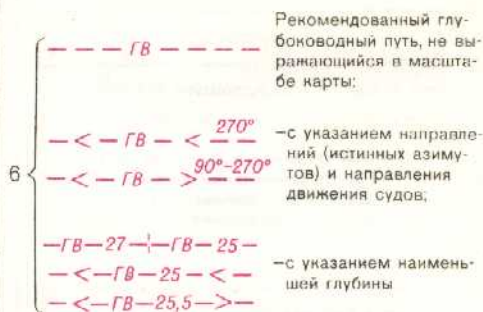 Рекомендованный глу-
боководный путь, не вы-
ражающийся в масшта-
бе карты:
— — — — ГВ — — — —
6
— < — ГВ — < 270° —
— < — ГВ — > 90°–270° —
–с указанием направле-
ний (истинных азиму-
тов) и направления
движения судов;
—ГВ—27—¦—ГВ—25—
—<—ГВ—25—<—
—<—ГВ—25,5—>—
–с указанием наимень-
шей глубины